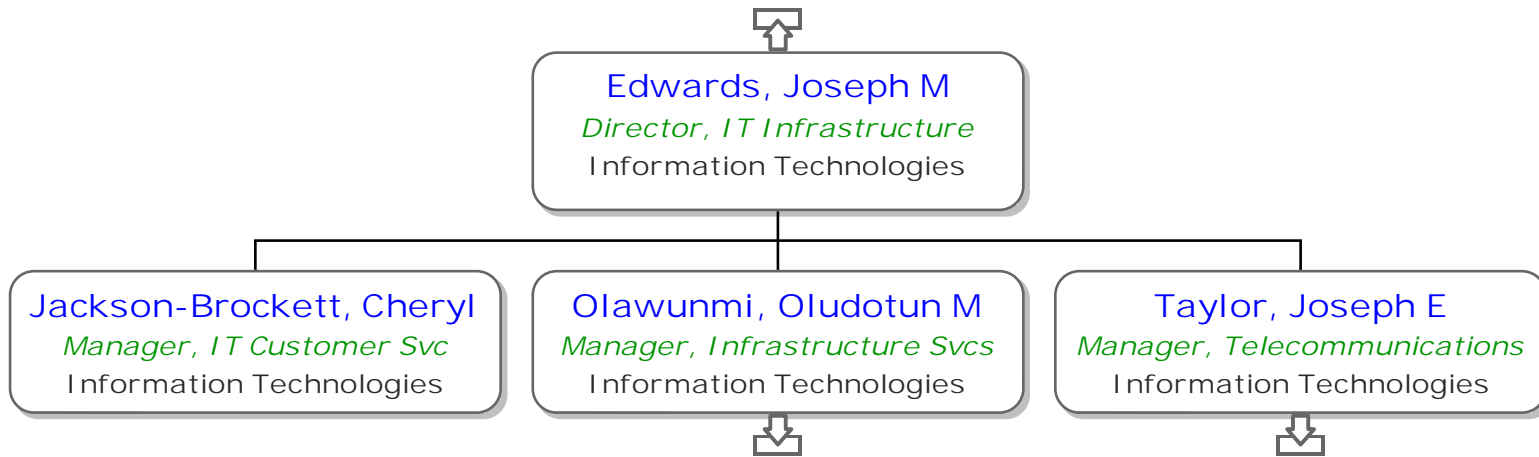 Edwards, Joseph M
Director, IT Infrastructure
Information Technologies
Jackson-Brockett, Cheryl
Manager, IT Customer Svc
Information Technologies
Olawunmi, Oludotun M
Manager, Infrastructure Svcs
Information Technologies
Taylor, Joseph E
Manager, Telecommunications
Information Technologies